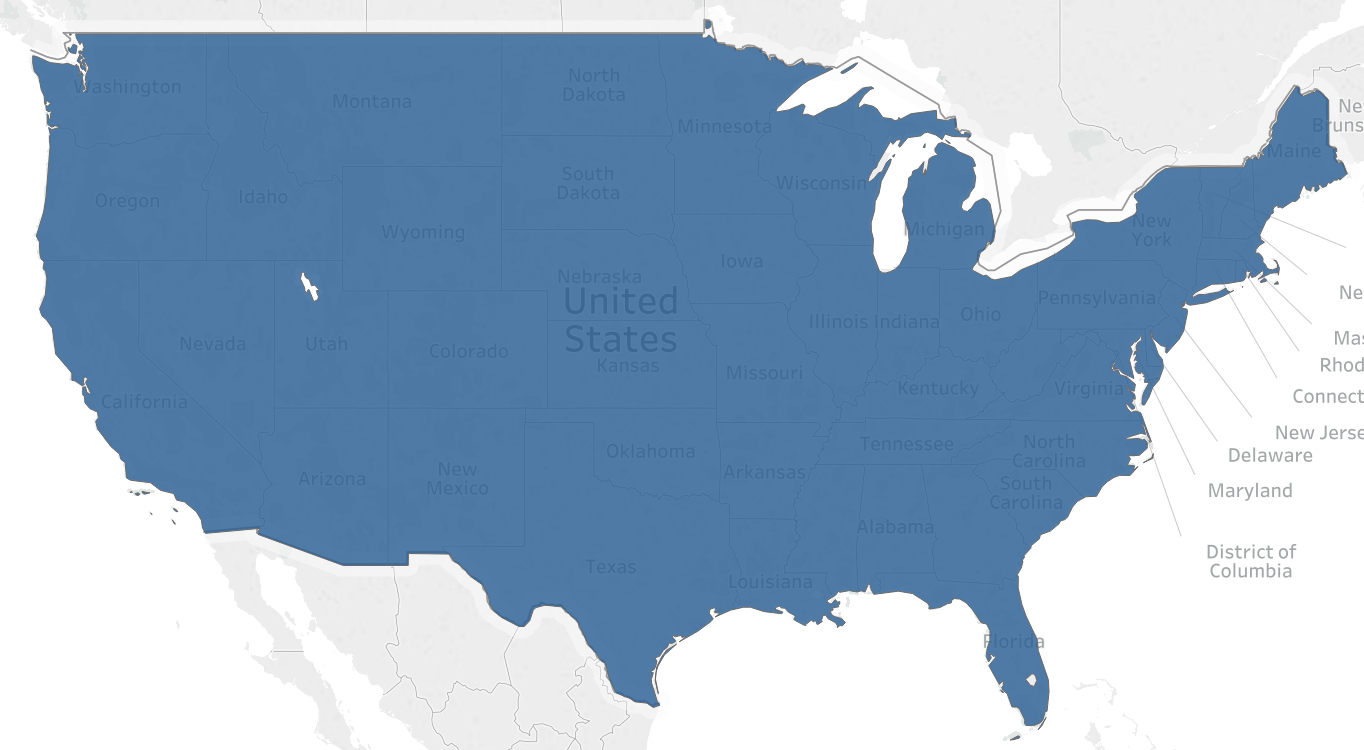 Washington
Montana
North
Dakota
Minnesota
Ne
Bruns
Maine
Oregon
Idaho
South
Dakota
Wisconsin
Wyoming
Michigan
New
York
Iowa
Nebraska
United
States
Pennsylvania
Ne
Illinois Indiana
Ohio
Nevada
Utah
Colorado
Kansas
Missouri
Mas
Rhod
California
Kentucky
Virginia
Connect
Oklahoma
Tennessee
North
Carolina
New Jerse
Delaware
Arizona
New
Mexico
Arkansas
South
Carolina
Maryland
Alabama
District of
Columbia
Texas
Louisiana
Florida